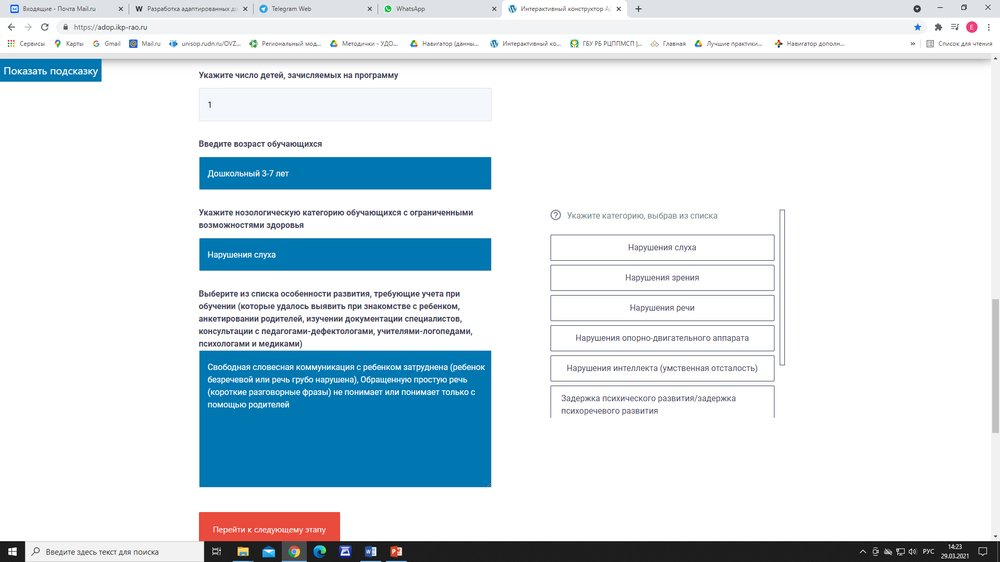 Входящие - Почта Mail.ru
Разработка адаптированных до
Telegram Web
WhatsApp
Интерактивный конструктор АД
https://adop.ikp-rao.ru
E
Сервисы
Карты
Gmail
Mail.ru
unisop.rudn.ru/OVZ...
Региональный мод...
Методички - УДО...
Навигатор (данны...
Интерактивный ко...
ГБУ РБ РЦППМСП |...
Главная
Лучшие практики...
Навигатор дополн...
»
Список для чтения
Показать подсказку
Укажите число детей, зачисляемых на программу
1
Введите возраст обучающихся
Дошкольный 3-7 лет
Укажите нозологическую категорию обучающихся с ограниченными
возможностями здоровья
Нарушения слуха
Выберите из списка особенности развития, требующие учета при
обучении (которые удалось выявить при знакомстве с ребенком,
анкетировании родителей, изучении документации специалистов,
консультации с педагогами-дефектологами, учителями-логопедами,
психологами и медиками)
Свободная словесная коммуникация с ребенком затруднена (ребенок
безречевой или речь грубо нарушена), Обращенную простую речь
(короткие разговорные фразы) не понимает или понимает только с
помощью родителей
Перейти к следующему этапу
? Укажите категорию, выбрав из списка
Нарушения слуха
Нарушения зрения
Нарушения речи
Нарушения опорно-двигательного аппарата
Нарушения интеллекта (умственная отсталость)
Задержка психического развития/задержка
психоречевого развития
Введите здесь текст для поиска
РУС
14:23
29.03.2021